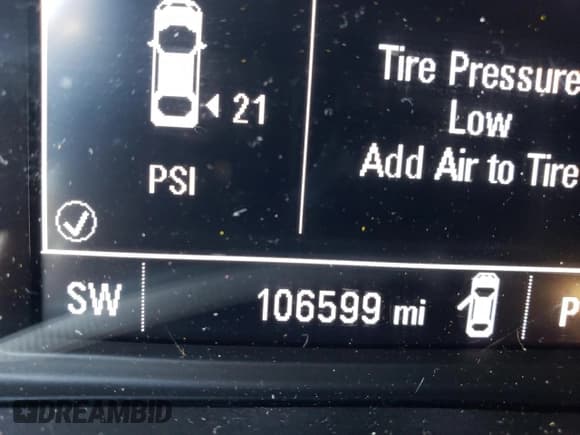 Tire Pressure
Low
Add Air to Tire
21
PSI
SW
106599 mi
P
DREAMBID